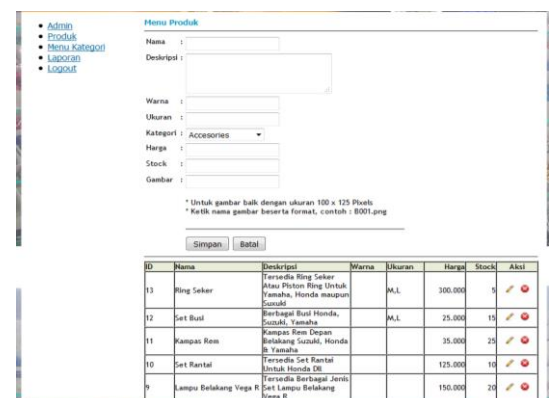 Admin
Produk
Menu Kategori
Laporan
Logout
Menu Produk
Nama :
Deskripsi :
Warna :
Ukuran :
Kategori : Accesories
Harga :
Stock :
Gambar :
* Untuk gambar baik dengan ukuran 100 x 125 Pixels
* Ketik nama gambar beserta format, contoh : B001.png
Simpan Batal
ID Nama Deskripsi Warna Ukuran Harga Stock Aksi
Tersedia Ring Seker
Atau Piston Ring Untuk
13 Ring Seker Yamaha, Honda maupun M,L 300.000 5
Suzuki
12 Set Busi Berbagai Busi Honda, M,L 25.000 15
Suzuki, Yamaha
Kampas Rem Depan
11 Kampas Rem Belakang Suzuki, Honda 35.000 25
& Yamaha
10 Set Rantai Tersedia Set Rantai 125.000 10
Untuk Honda Dll
Tersedia Berbagai Jenis
9 Lampu Belakang Vega R Set Lampu Belakang 150.000 20
Vega R